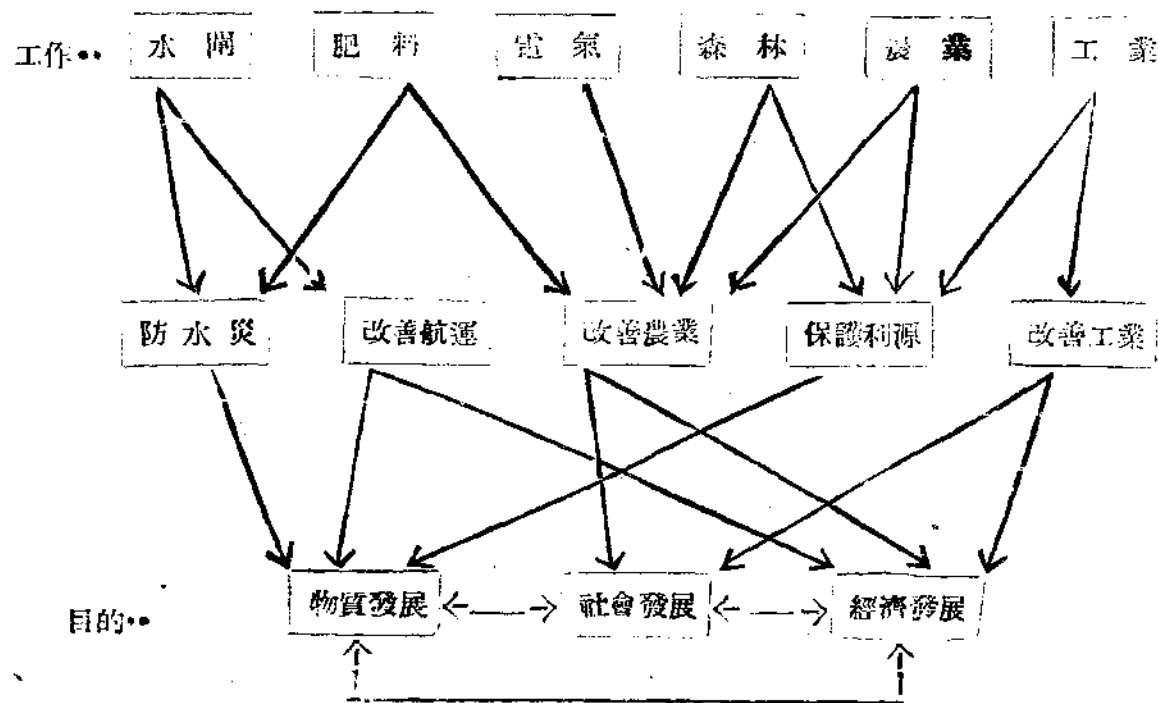 工作：水閘 肥料 電氣 森林 農業 工業
防水災 改善航運 改善農業 保護利源 改善工業
目的：物質發展 社會發展 經濟發展